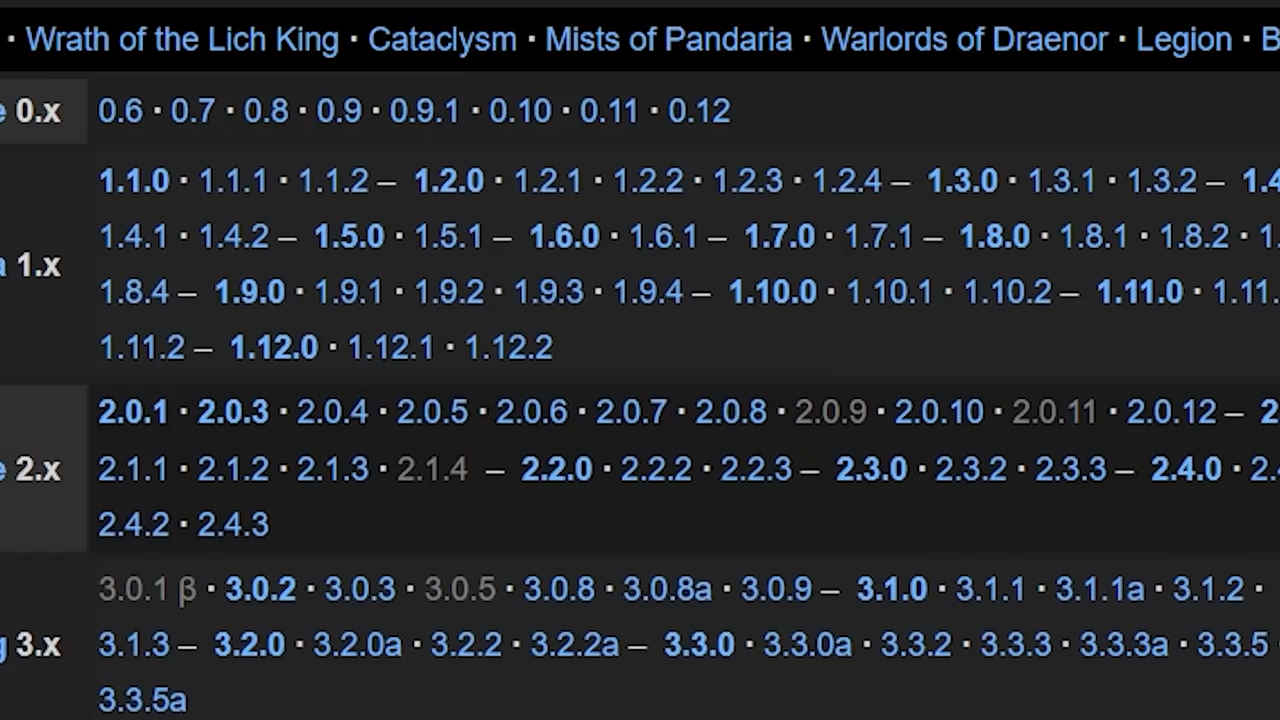 · Wrath of the Lich King · Cataclysm · Mists of Pandaria · Warlords of Draenor · Legion · B
e 0.x 0.6 · 0.7 · 0.8 · 0.9 · 0.9.1 · 0.10 · 0.11 · 0.12
1.1.0 · 1.1.1 · 1.1.2 – 1.2.0 · 1.2.1 · 1.2.2 · 1.2.3 · 1.2.4 – 1.3.0 · 1.3.1 · 1.3.2 – 1.4
1.4.1 · 1.4.2 – 1.5.0 · 1.5.1 – 1.6.0 · 1.6.1 – 1.7.0 · 1.7.1 – 1.8.0 · 1.8.1 · 1.8.2 · 1.
a 1.x
1.8.4 – 1.9.0 · 1.9.1 · 1.9.2 · 1.9.3 · 1.9.4 – 1.10.0 · 1.10.1 · 1.10.2 – 1.11.0 · 1.11.
1.11.2 – 1.12.0 · 1.12.1 · 1.12.2
2.0.1 · 2.0.3 · 2.0.4 · 2.0.5 · 2.0.6 · 2.0.7 · 2.0.8 · 2.0.9 · 2.0.10 · 2.0.11 · 2.0.12 – 2
e 2.x 2.1.1 · 2.1.2 · 2.1.3 · 2.1.4 – 2.2.0 · 2.2.2 · 2.2.3 – 2.3.0 · 2.3.2 · 2.3.3 – 2.4.0 · 2.
2.4.2 · 2.4.3
3.0.1 β · 3.0.2 · 3.0.3 · 3.0.5 · 3.0.8 · 3.0.8a · 3.0.9 – 3.1.0 · 3.1.1 · 3.1.1a · 3.1.2 ·
g 3.x 3.1.3 – 3.2.0 · 3.2.0a · 3.2.2 · 3.2.2a – 3.3.0 · 3.3.0a · 3.3.2 · 3.3.3 · 3.3.3a · 3.3.5
3.3.5a